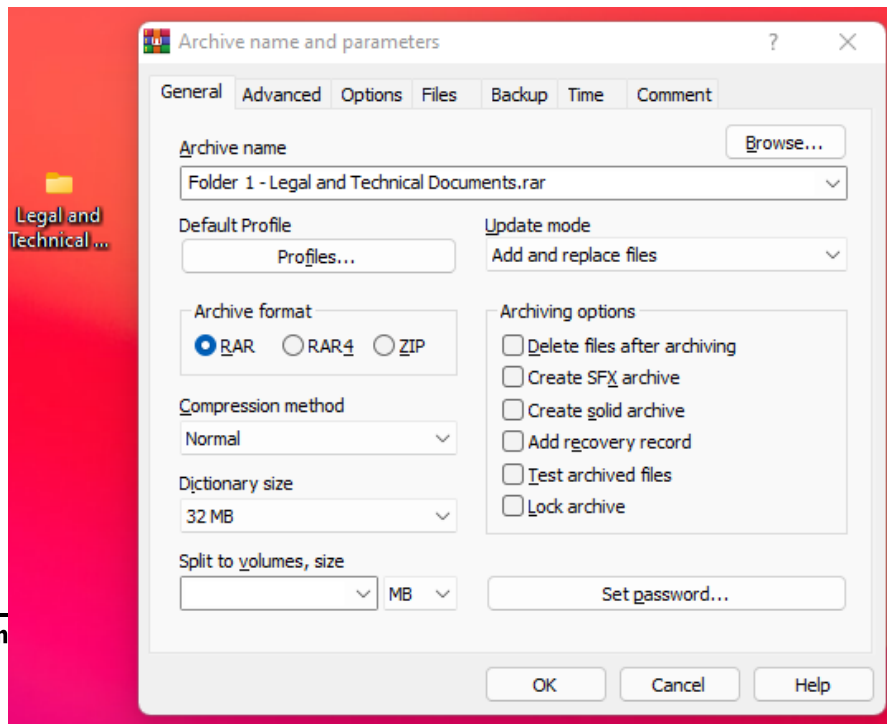 Archive name and parameters
General Advanced Options Files Backup Time Comment
Archive name
Browse...
Folder 1 - Legal and Technical Documents.rar
Legal and
Technical ...
Default Profile
Update mode
Profiles...
Add and replace files
Archive format
Archiving options
RAR RAR4 ZIP
Delete files after archiving
Create SFX archive
Compression method
Create solid archive
Normal
Add recovery record
Dictionary size
Test archived files
32 MB
Lock archive
Split to volumes, size
MB
Set password...
OK Cancel Help